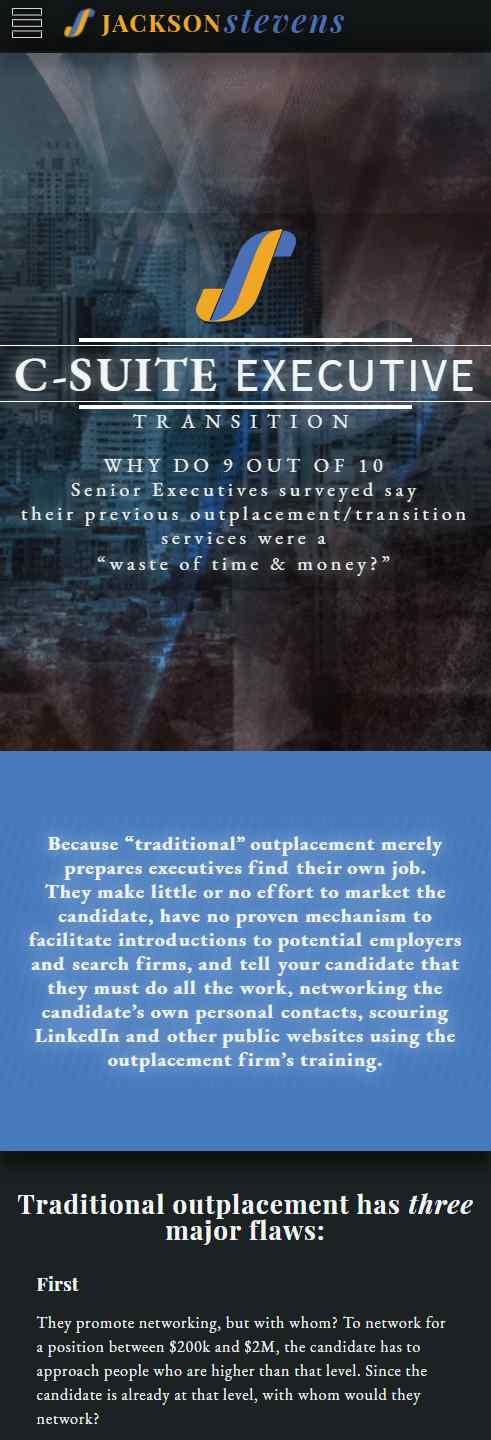 JACKSONstevens
C-SUITE EXECUTIVE
TRANSITION
WHY DO 9 OUT OF 10
Senior Executives surveyed say
their previous outplacement/transition
services were a
“waste of time & money?”
Because “traditional” outplacement merely
prepares executives find their own job.
They make little or no effort to market the
candidate, have no proven mechanism to
facilitate introductions to potential employers
and search firms, and tell your candidate that
they must do all the work, networking the
candidate’s own personal contacts, scouring
LinkedIn and other public websites using the
outplacement firm’s training.
Traditional outplacement has three
major flaws:
First
They promote networking, but with whom? To network for
a position between $200k and $2M, the candidate has to
approach people who are higher than that level. Since the
candidate is already at that level, with whom would they
network?